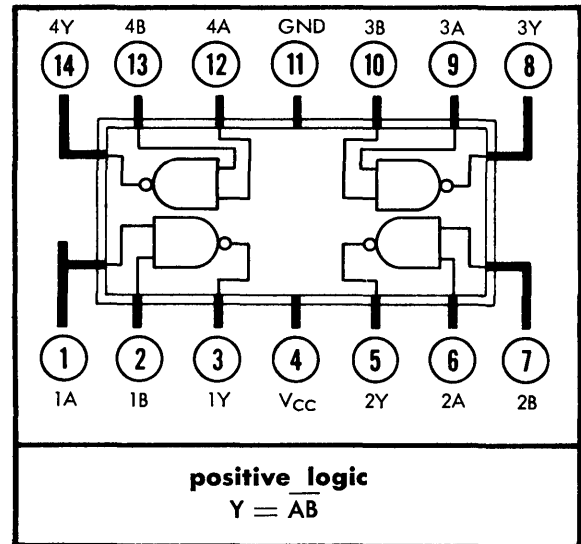 4Y 4B 4A GND 3B 3A 3Y
14 13 12 11 10 9 8
1 2 3 4 5 6 7
1A 1B 1Y VCC 2Y 2A 2B
positive logic
Y = A̅B̅